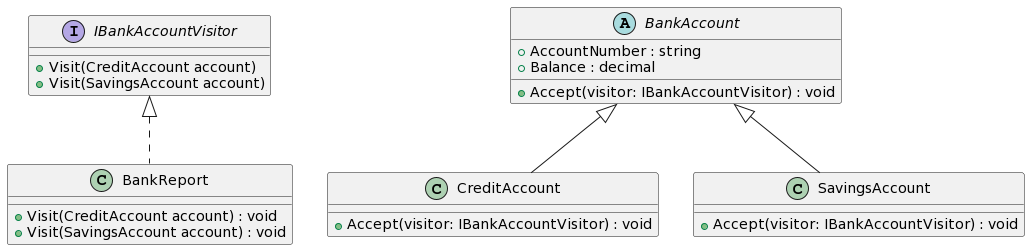 I IBankAccountVisitor
Visit(CreditAccount account)
Visit(SavingsAccount account)
A BankAccount
AccountNumber : string
Balance : decimal
Accept(visitor: IBankAccountVisitor) : void
C BankReport
Visit(CreditAccount account) : void
Visit(SavingsAccount account) : void
C CreditAccount
Accept(visitor: IBankAccountVisitor) : void
C SavingsAccount
Accept(visitor: IBankAccountVisitor) : void